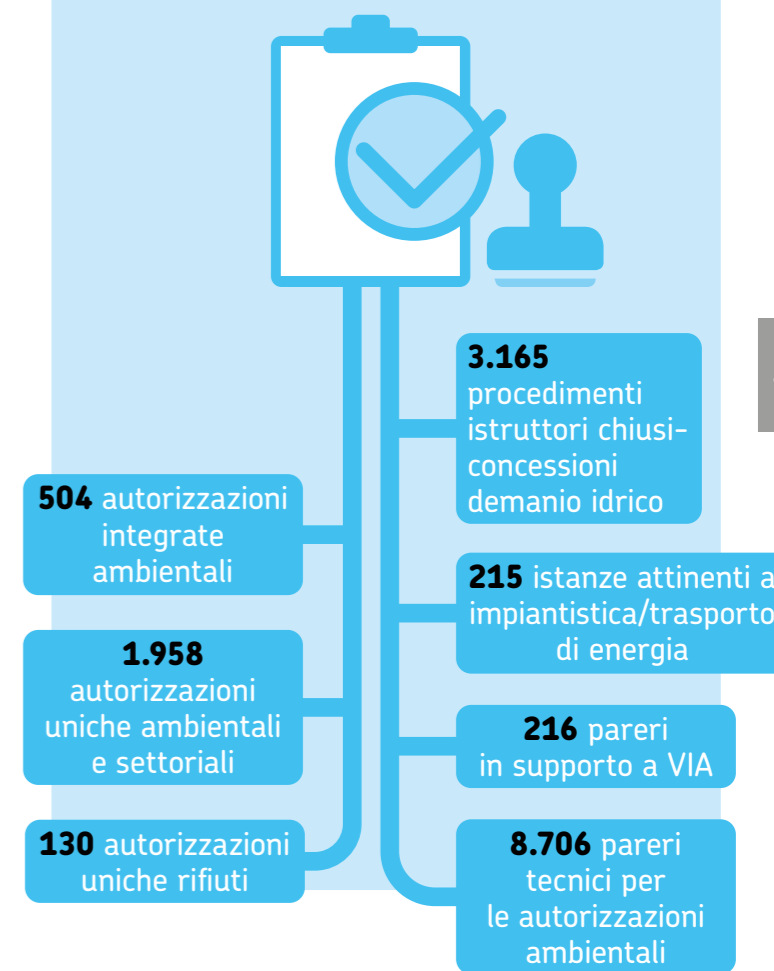 504 autorizzazioni
integrate
ambientali
1.958
autorizzazioni
uniche ambientali
e settoriali
130 autorizzazioni
uniche rifiuti
3.165
procedimenti
istruttori chiusi-
concessioni
demanio idrico
215 istanze attinenti a
impiantistica/trasporto
di energia
216 pareri
in supporto a VIA
8.706 pareri
tecnici per
le autorizzazioni
ambientali